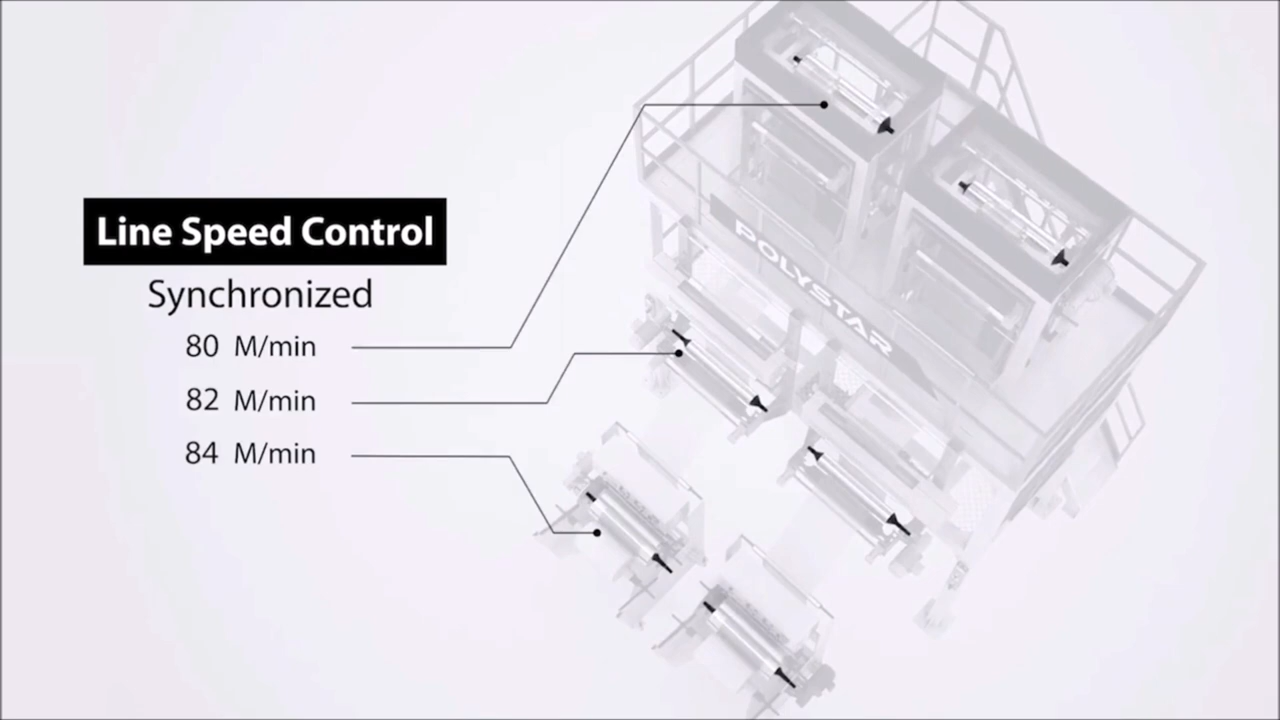 Line Speed Control
Synchronized
80 M/min
82 M/min
84 M/min
POLYSTAR